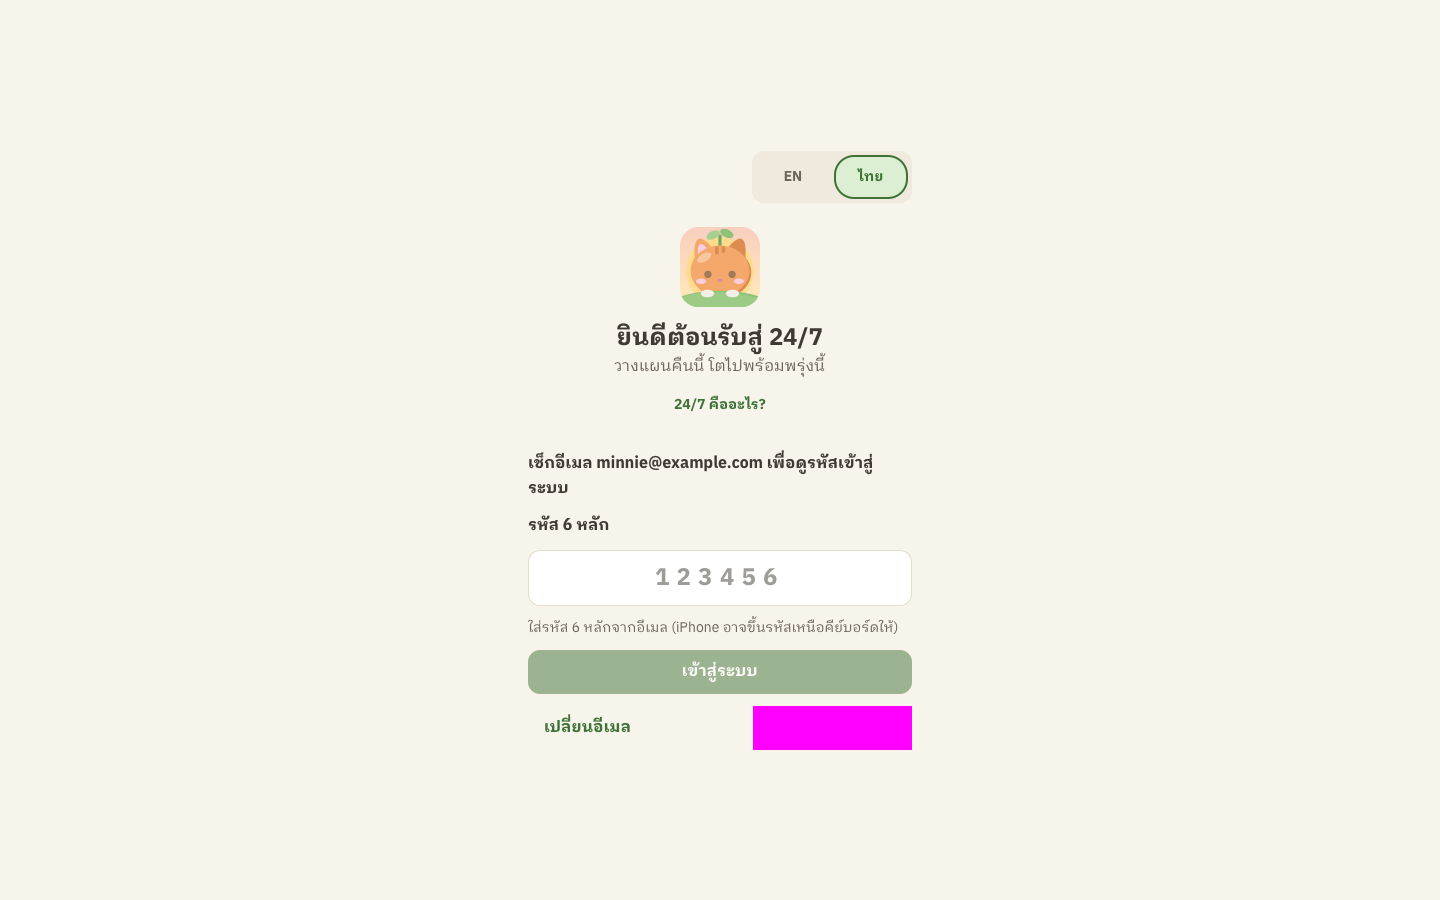 EN
ไทย
ยินดีต้อนรับสู่ 24/7
วางแผนคืนนี้ โตไปพร้อมพรุ่งนี้
24/7 คืออะไร?
เช็กอีเมล minnie@example.com เพื่อดูรหัสเข้าสู่
ระบบ
รหัส 6 หลัก
123456
ใส่รหัส 6 หลักจากอีเมล (iPhone อาจขึ้นรหัสเหนือคีย์บอร์ดให้)
เข้าสู่ระบบ
เปลี่ยนอีเมล